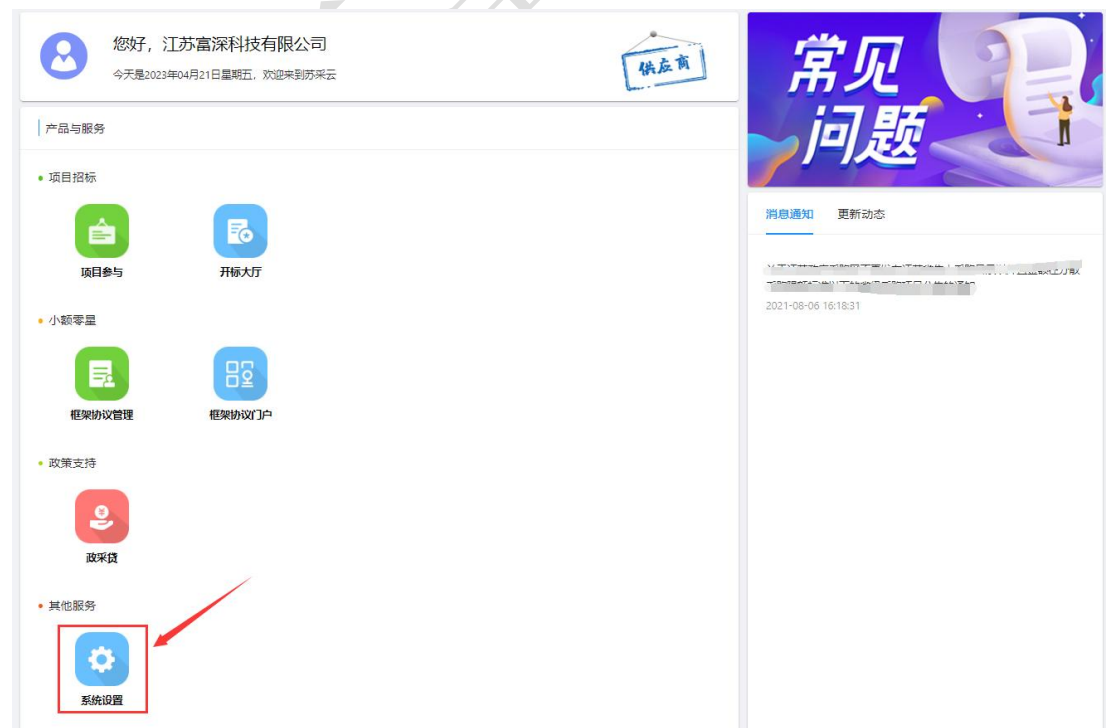 您好，江苏富深科技有限公司
今天是2023年04月21日星期五，欢迎来到苏采云
供应商
产品与服务
项目招标
项目参与
开标大厅
小额零星
框架协议管理
框架协议门户
政策支持
政采贷
其他服务
系统设置
常见
问题
消息通知
更新动态
2021-08-06 16:18:31